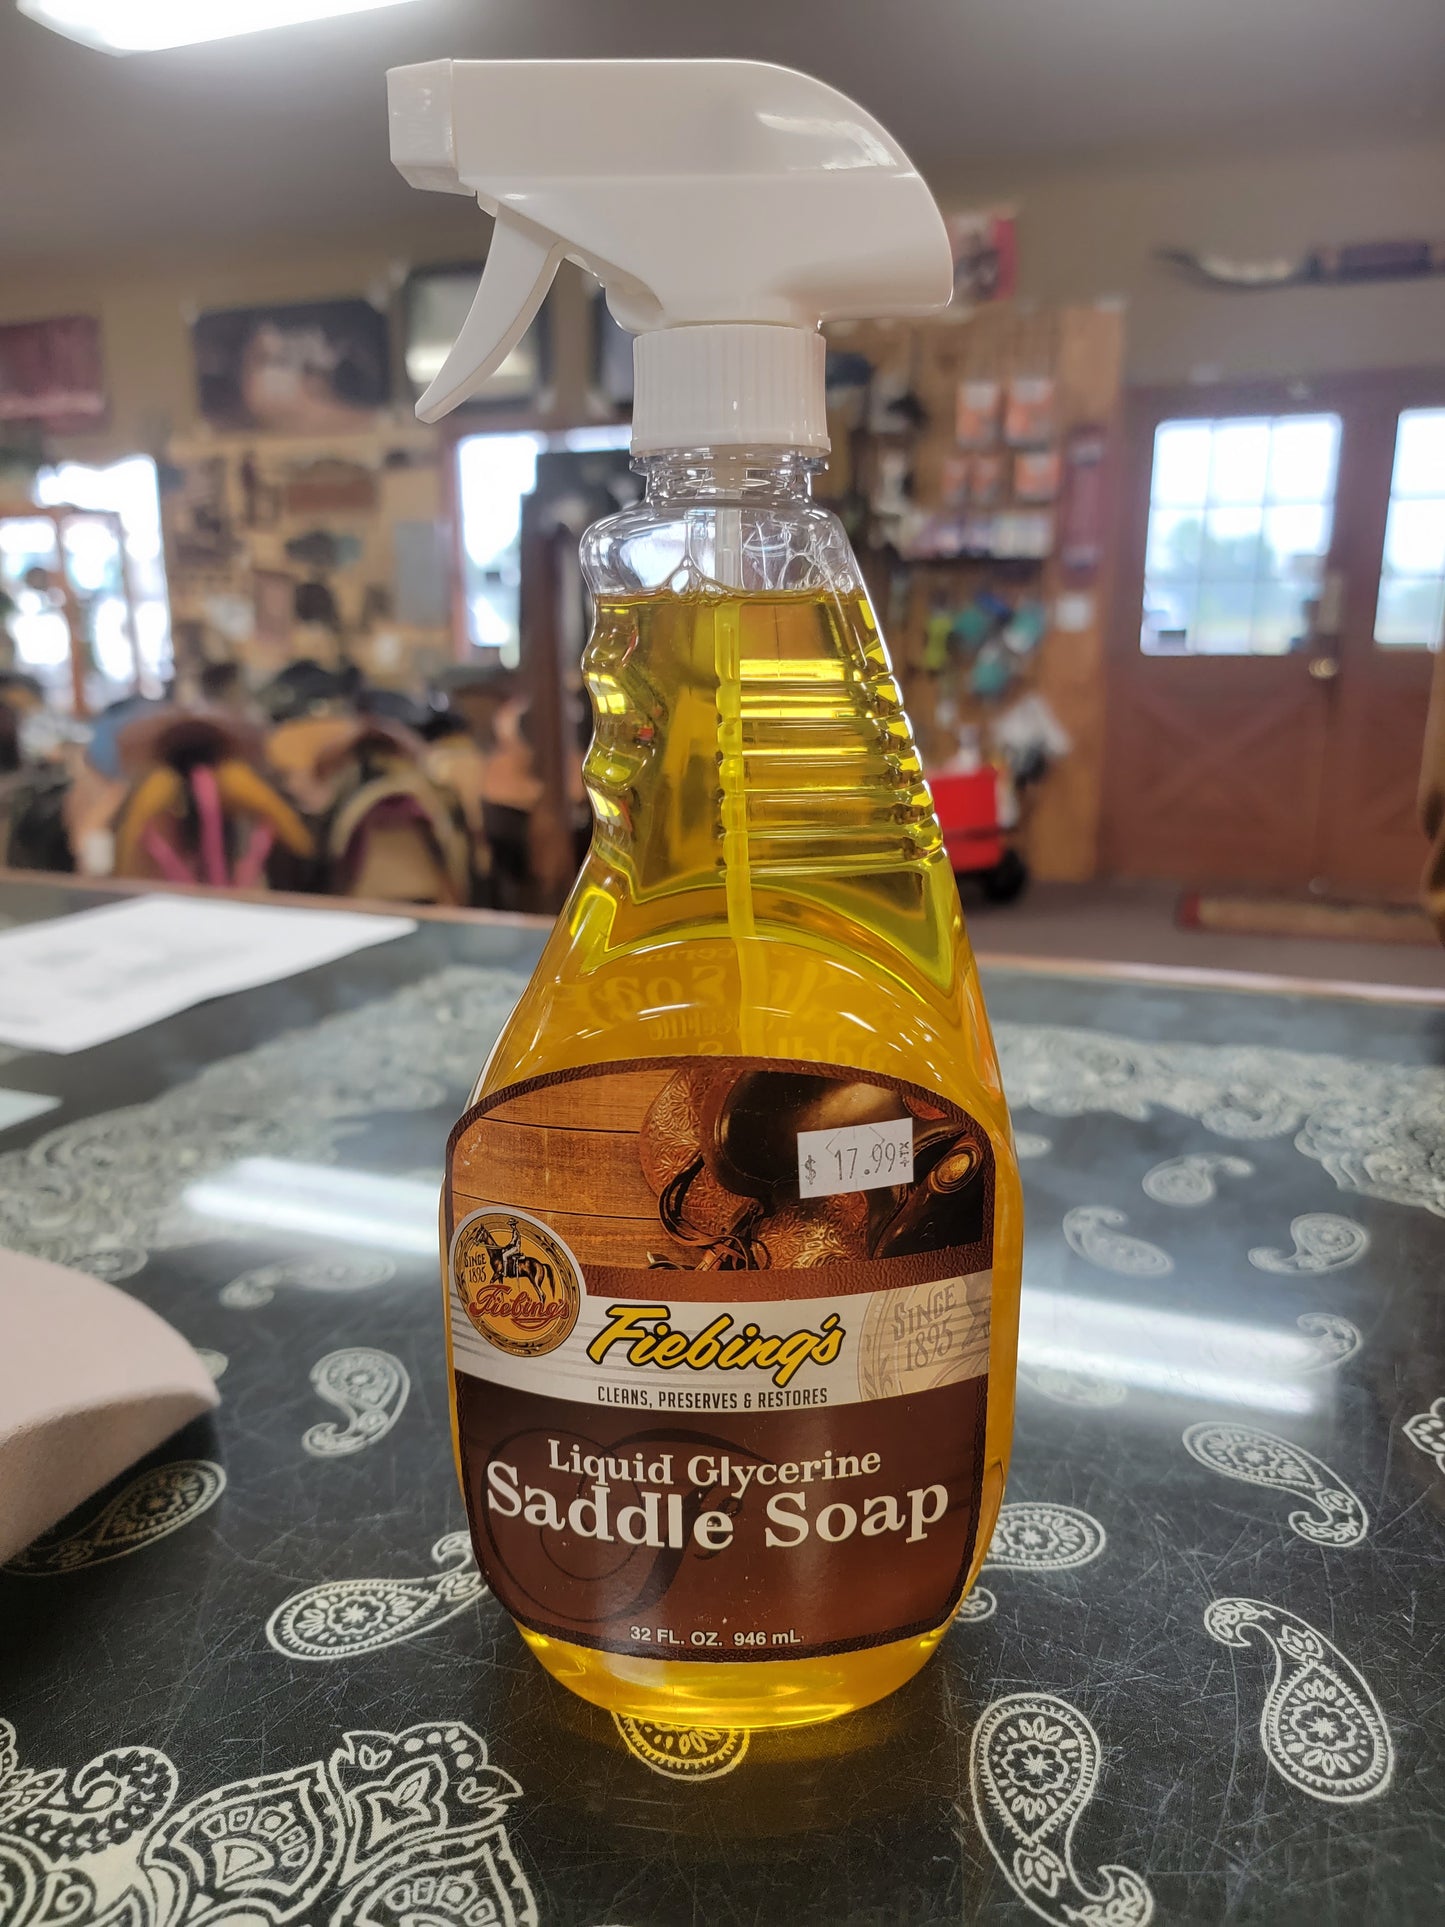 $ 17.99 +TX
SINCE
1895
Fiebing's
Fiebing's
SINCE
1895
CLEANS, PRESERVES & RESTORES
Liquid Glycerine
Saddle Soap
32 FL. OZ. 946 mL